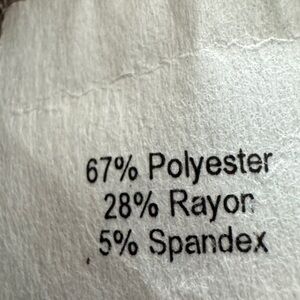 67% Polyester
28% Rayon
5% Spandex